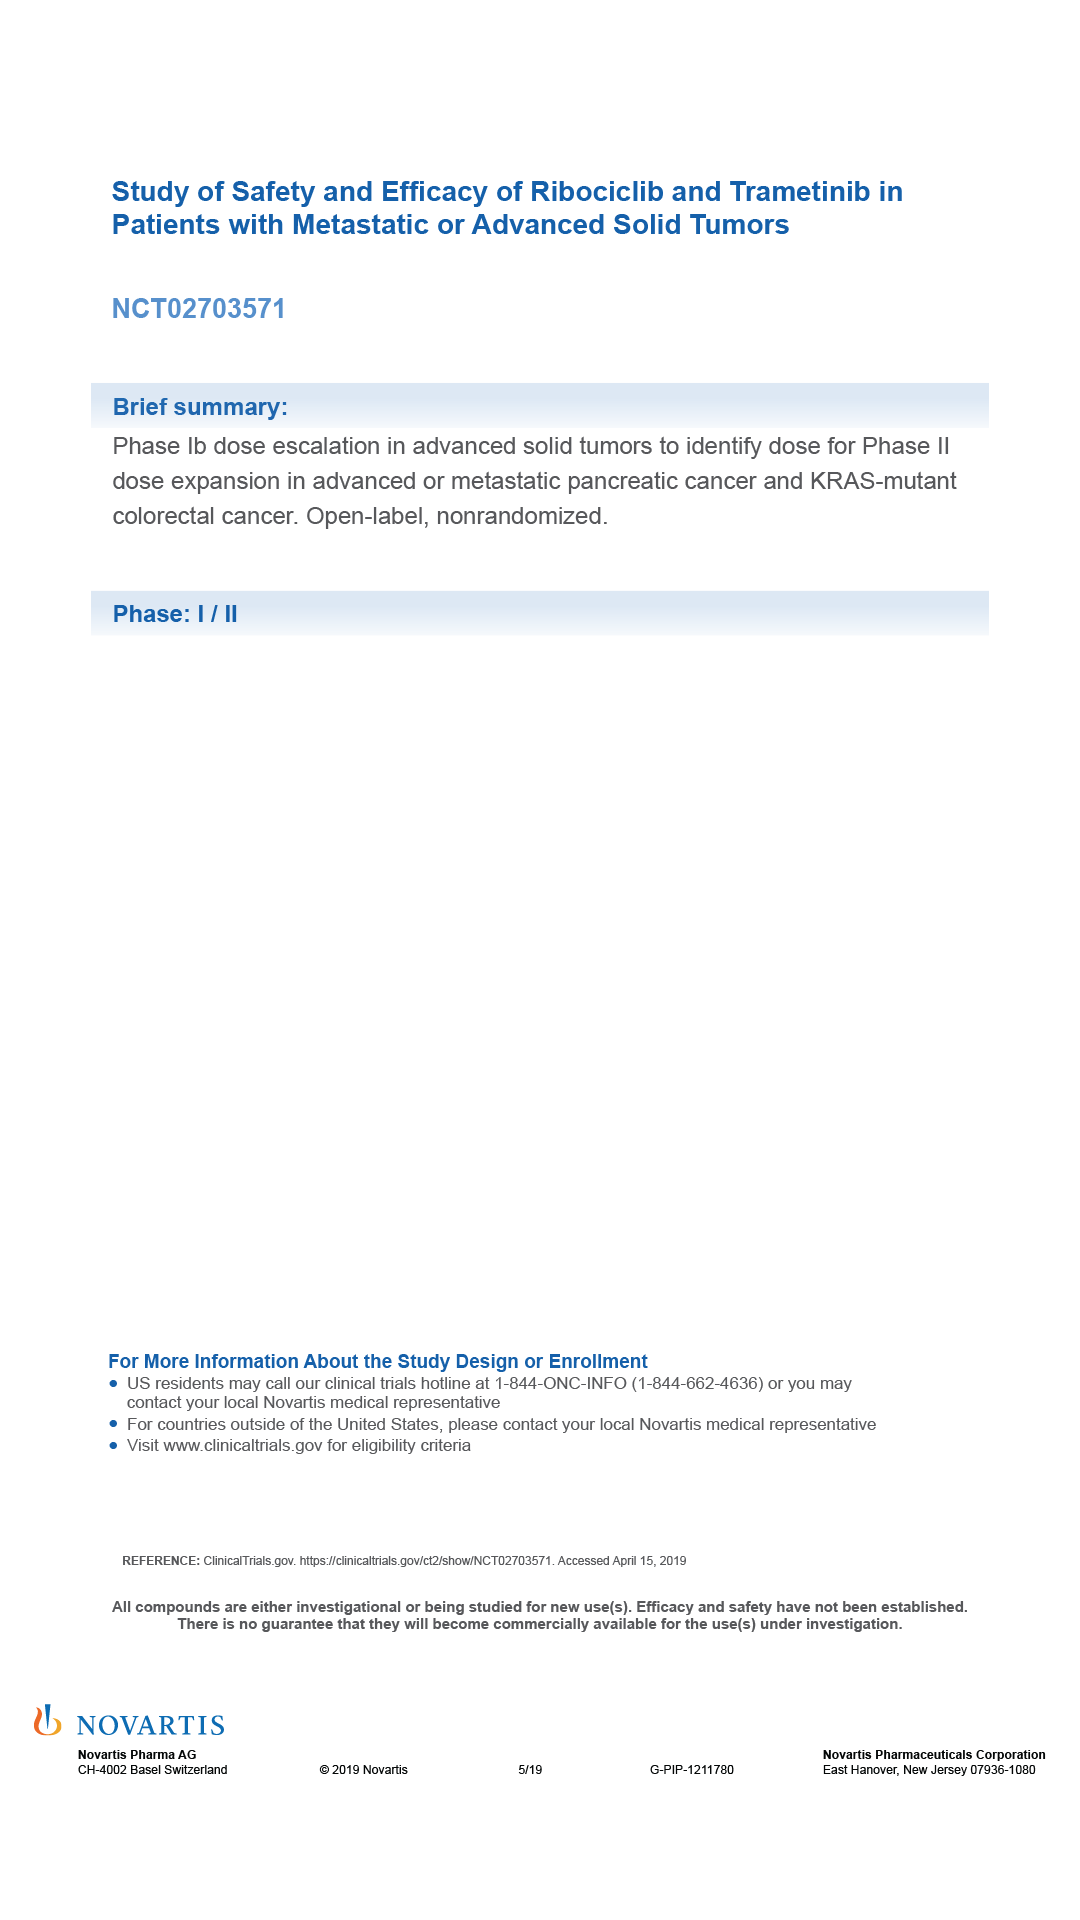 Study of Safety and Efficacy of Ribociclib and Trametinib in
Patients with Metastatic or Advanced Solid Tumors
NCT02703571
Brief summary:
Phase Ib dose escalation in advanced solid tumors to identify dose for Phase II
dose expansion in advanced or metastatic pancreatic cancer and KRAS-mutant
colorectal cancer. Open-label, nonrandomized.
Phase: I / II
For More Information About the Study Design or Enrollment
● US residents may call our clinical trials hotline at 1-844-ONC-INFO (1-844-662-4636) or you may
contact your local Novartis medical representative
● For countries outside of the United States, please contact your local Novartis medical representative
● Visit www.clinicaltrials.gov for eligibility criteria
REFERENCE: ClinicalTrials.gov. https://clinicaltrials.gov/ct2/show/NCT02703571. Accessed April 15, 2019
All compounds are either investigational or being studied for new use(s). Efficacy and safety have not been established.
There is no guarantee that they will become commercially available for the use(s) under investigation.
NOVARTIS
Novartis Pharma AG
CH-4002 Basel Switzerland
© 2019 Novartis
5/19
G-PIP-1211780
Novartis Pharmaceuticals Corporation
East Hanover, New Jersey 07936-1080